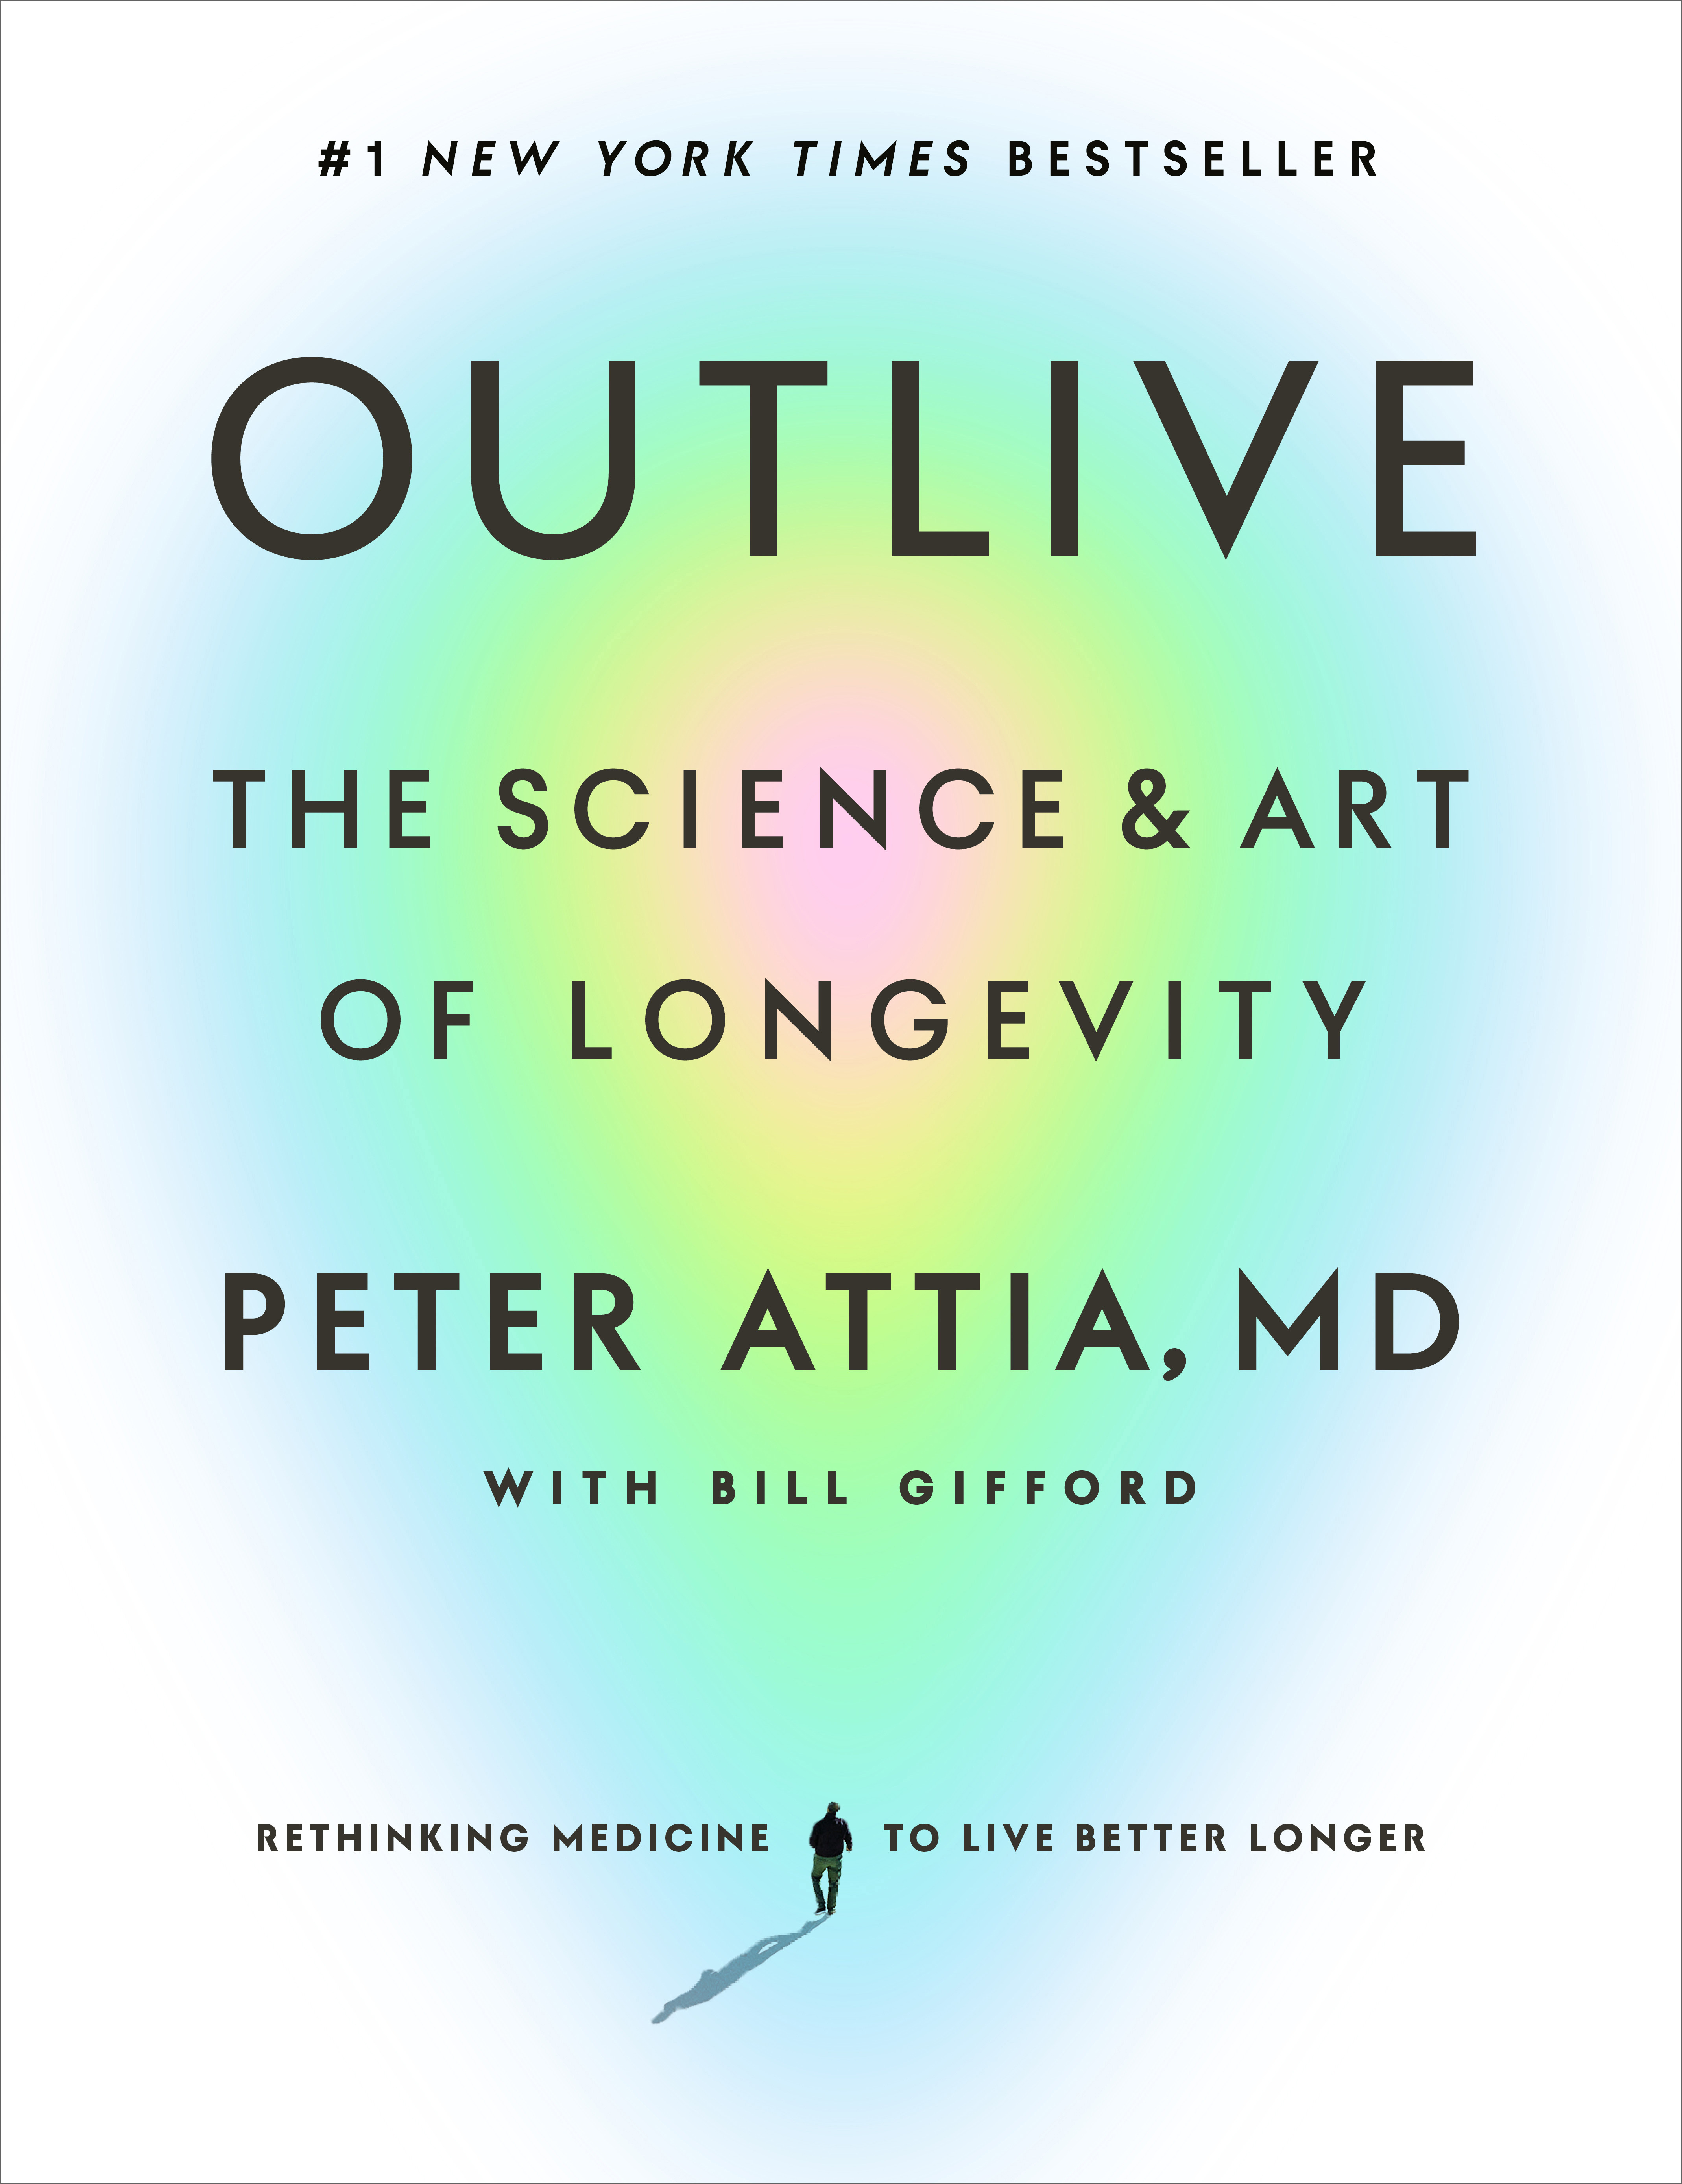 #1 NEW YORK TIMES BESTSELLER
OUTLIVE
THE SCIENCE & ART
OF LONGEVITY
PETER ATTIA, MD
WITH BILL GIFFORD
RETHINKING MEDICINE TO LIVE BETTER LONGER